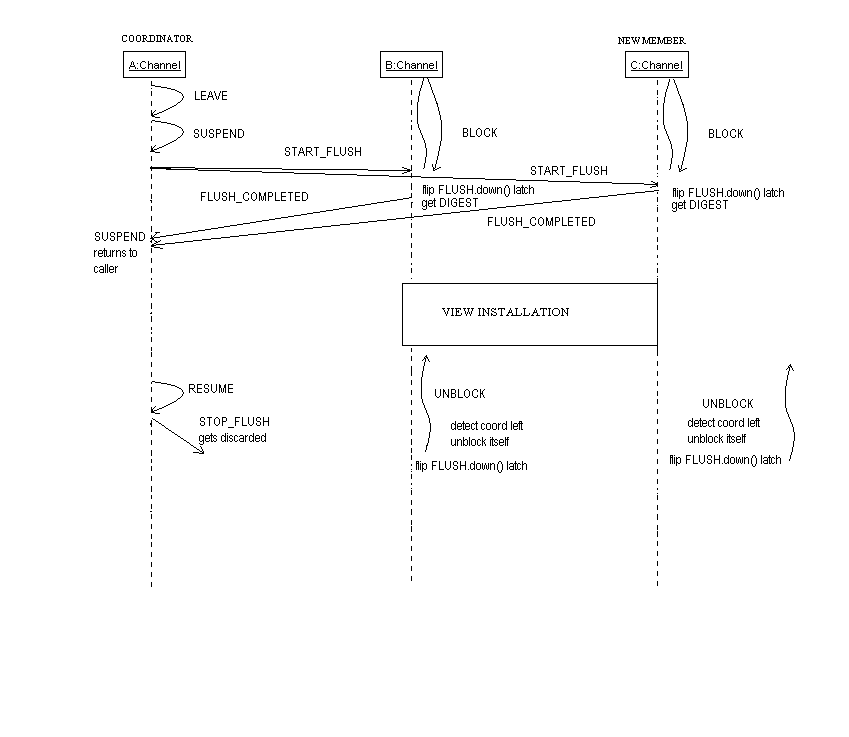 COORDINATOR
NEW MEMBER
A:Channel
B:Channel
C:Channel
LEAVE
SUSPEND
BLOCK
BLOCK
START_FLUSH
START_FLUSH
flip FLUSH.down() latch
get DIGEST
flip FLUSH.down() latch
get DIGEST
FLUSH_COMPLETED
FLUSH_COMPLETED
SUSPEND
returns to
caller
VIEW INSTALLATION
RESUME
STOP_FLUSH
gets discarded
UNBLOCK
detect coord left
unblock itself
flip FLUSH.down() latch
UNBLOCK
detect coord left
unblock itself
flip FLUSH.down() latch